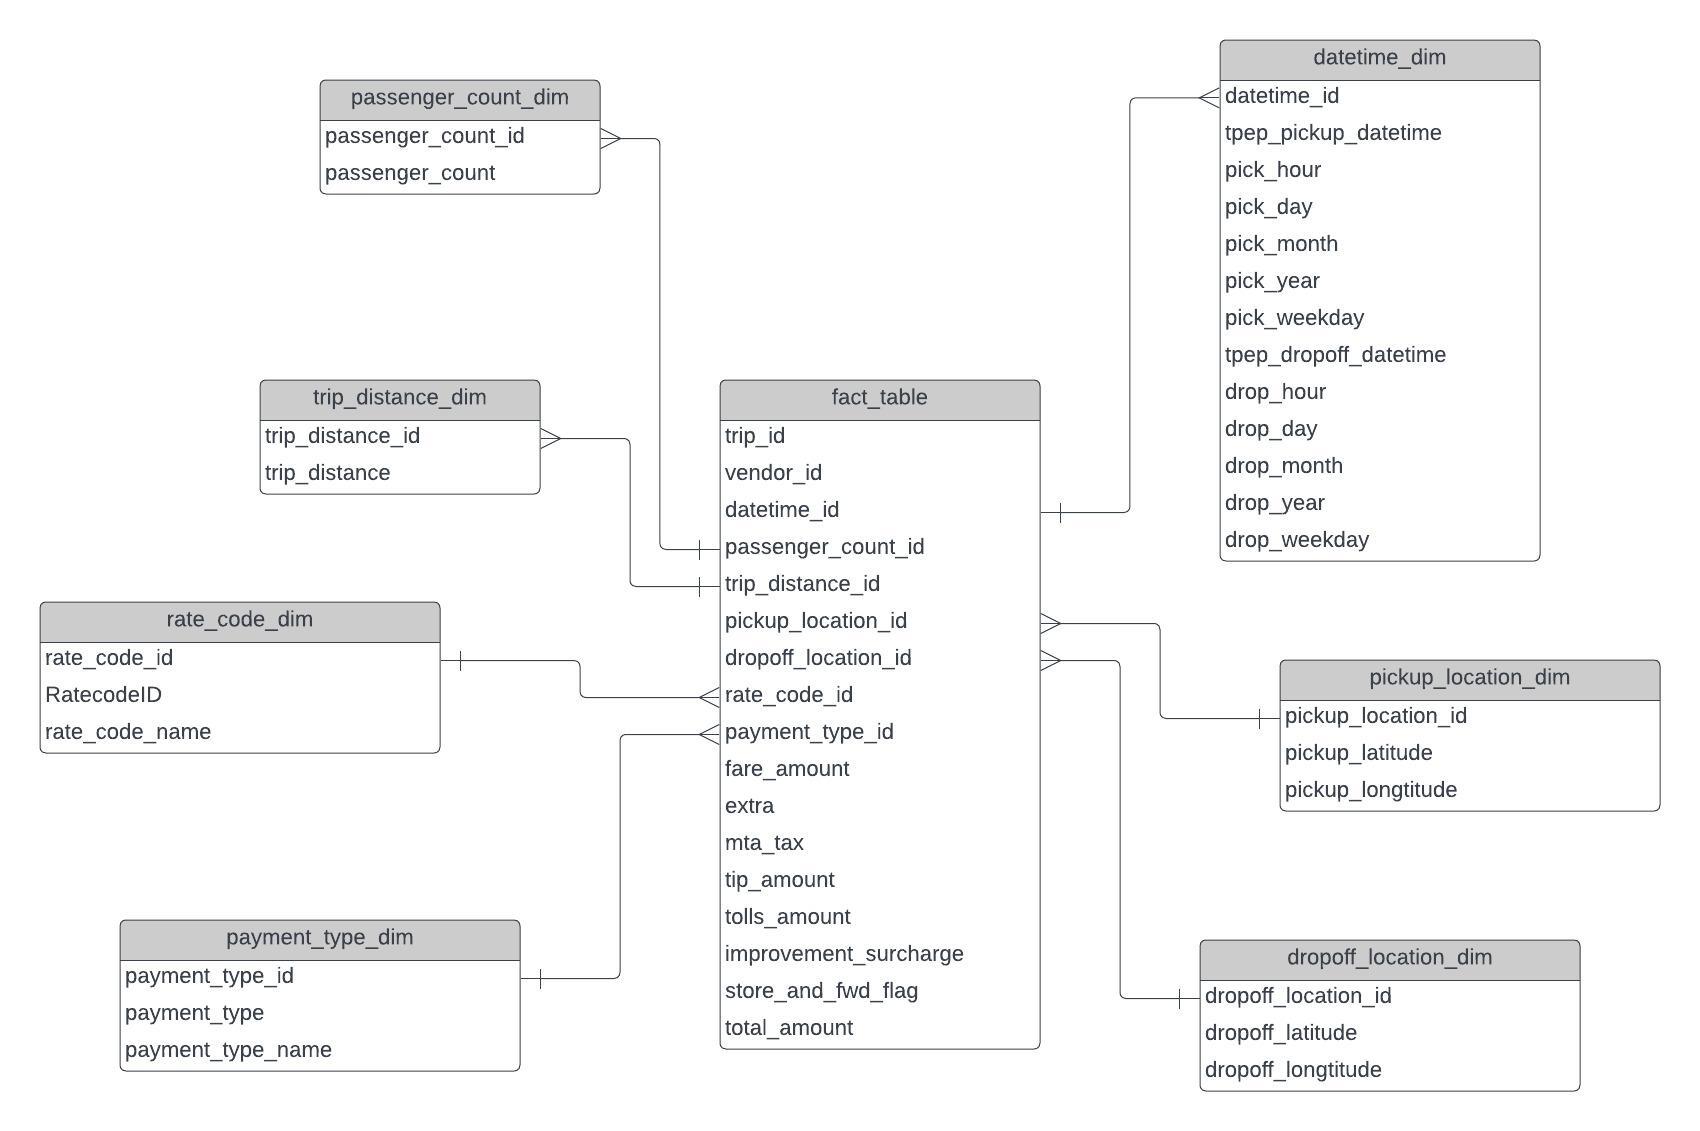 passenger_count_dim
passenger_count_id
passenger_count
datetime_dim
datetime_id
tpep_pickup_datetime
pick_hour
pick_day
pick_month
pick_year
pick_weekday
tpep_dropoff_datetime
drop_hour
drop_day
drop_month
drop_year
drop_weekday
trip_distance_dim
trip_distance_id
trip_distance
fact_table
trip_id
vendor_id
datetime_id
passenger_count_id
trip_distance_id
pickup_location_id
dropoff_location_id
rate_code_id
payment_type_id
fare_amount
extra
mta_tax
tip_amount
tolls_amount
improvement_surcharge
store_and_fwd_flag
total_amount
rate_code_dim
rate_code_id
RatecodeID
rate_code_name
pickup_location_dim
pickup_location_id
pickup_latitude
pickup_longtitude
payment_type_dim
payment_type_id
payment_type
payment_type_name
dropoff_location_dim
dropoff_location_id
dropoff_latitude
dropoff_longtitude